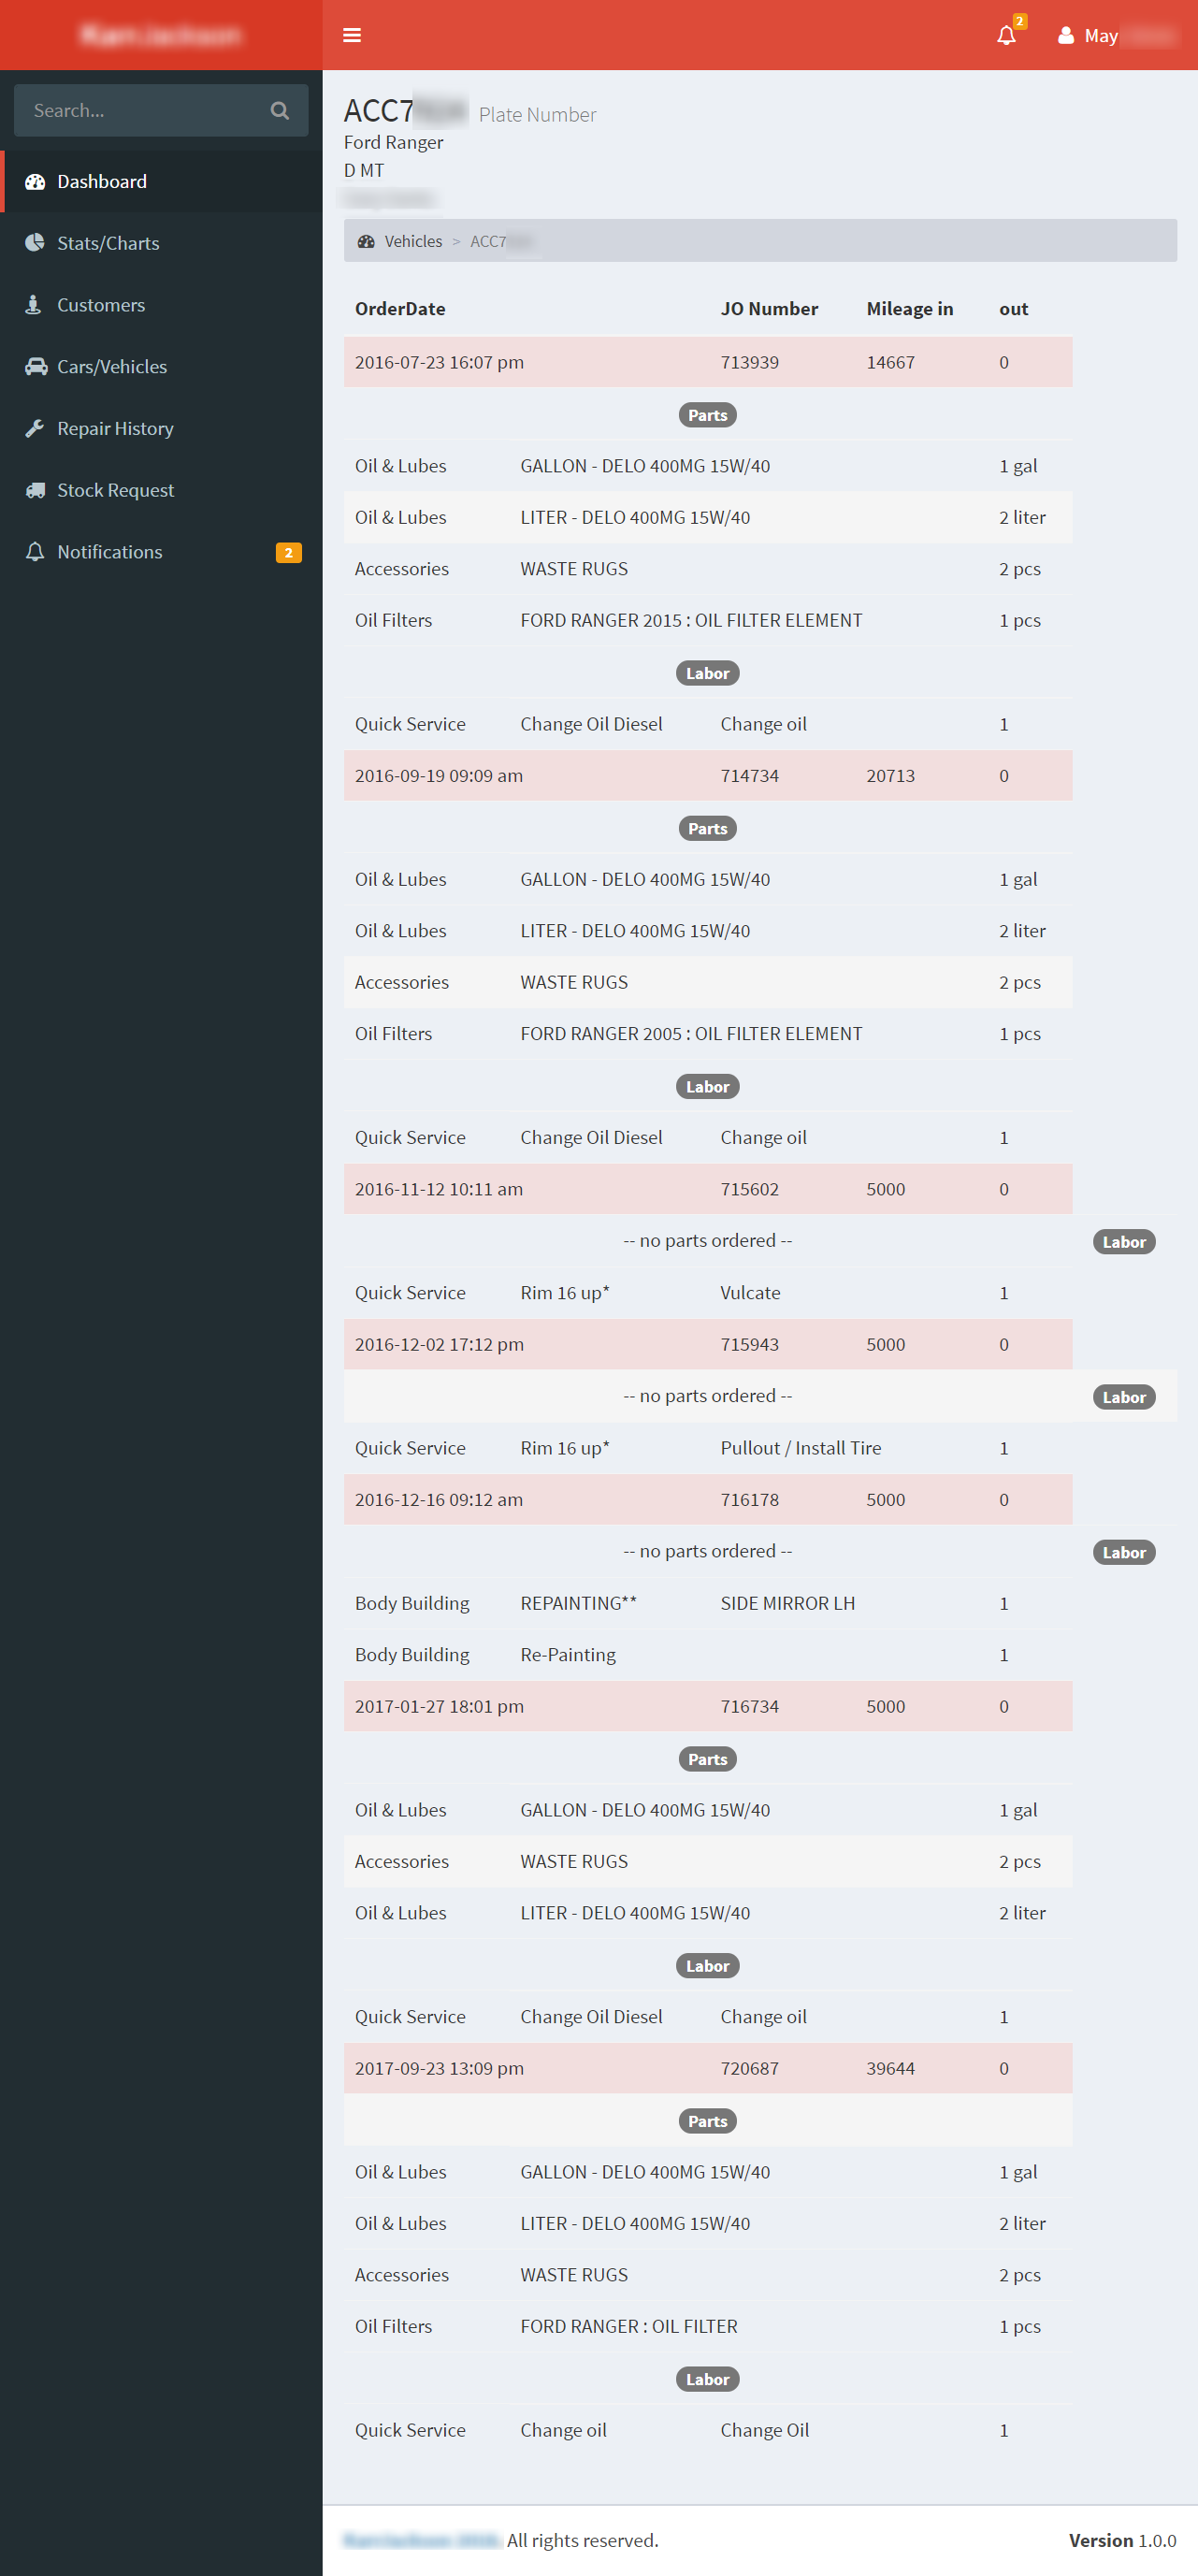 2
May
Search...
Dashboard
Stats/Charts
Customers
Cars/Vehicles
Repair History
Stock Request
Notifications 2
ACC7 Plate Number
Ford Ranger
D MT
Vehicles > ACC7
OrderDate JO Number Mileage in out
2016-07-23 16:07 pm 713939 14667 0
Parts
Oil & Lubes GALLON - DELO 400MG 15W/40 1 gal
Oil & Lubes LITER - DELO 400MG 15W/40 2 liter
Accessories WASTE RUGS 2 pcs
Oil Filters FORD RANGER 2015 : OIL FILTER ELEMENT 1 pcs
Labor
Quick Service Change Oil Diesel Change oil 1
2016-09-19 09:09 am 714734 20713 0
Parts
Oil & Lubes GALLON - DELO 400MG 15W/40 1 gal
Oil & Lubes LITER - DELO 400MG 15W/40 2 liter
Accessories WASTE RUGS 2 pcs
Oil Filters FORD RANGER 2005 : OIL FILTER ELEMENT 1 pcs
Labor
Quick Service Change Oil Diesel Change oil 1
2016-11-12 10:11 am 715602 5000 0
-- no parts ordered -- Labor
Quick Service Rim 16 up* Vulcate 1
2016-12-02 17:12 pm 715943 5000 0
-- no parts ordered -- Labor
Quick Service Rim 16 up* Pullout / Install Tire 1
2016-12-16 09:12 am 716178 5000 0
-- no parts ordered -- Labor
Body Building REPAINTING** SIDE MIRROR LH 1
Body Building Re-Painting 1
2017-01-27 18:01 pm 716734 5000 0
Parts
Oil & Lubes GALLON - DELO 400MG 15W/40 1 gal
Accessories WASTE RUGS 2 pcs
Oil & Lubes LITER - DELO 400MG 15W/40 2 liter
Labor
Quick Service Change Oil Diesel Change oil 1
2017-09-23 13:09 pm 720687 39644 0
Parts
Oil & Lubes GALLON - DELO 400MG 15W/40 1 gal
Oil & Lubes LITER - DELO 400MG 15W/40 2 liter
Accessories WASTE RUGS 2 pcs
Oil Filters FORD RANGER : OIL FILTER 1 pcs
Labor
Quick Service Change oil Change Oil 1
All rights reserved. Version 1.0.0